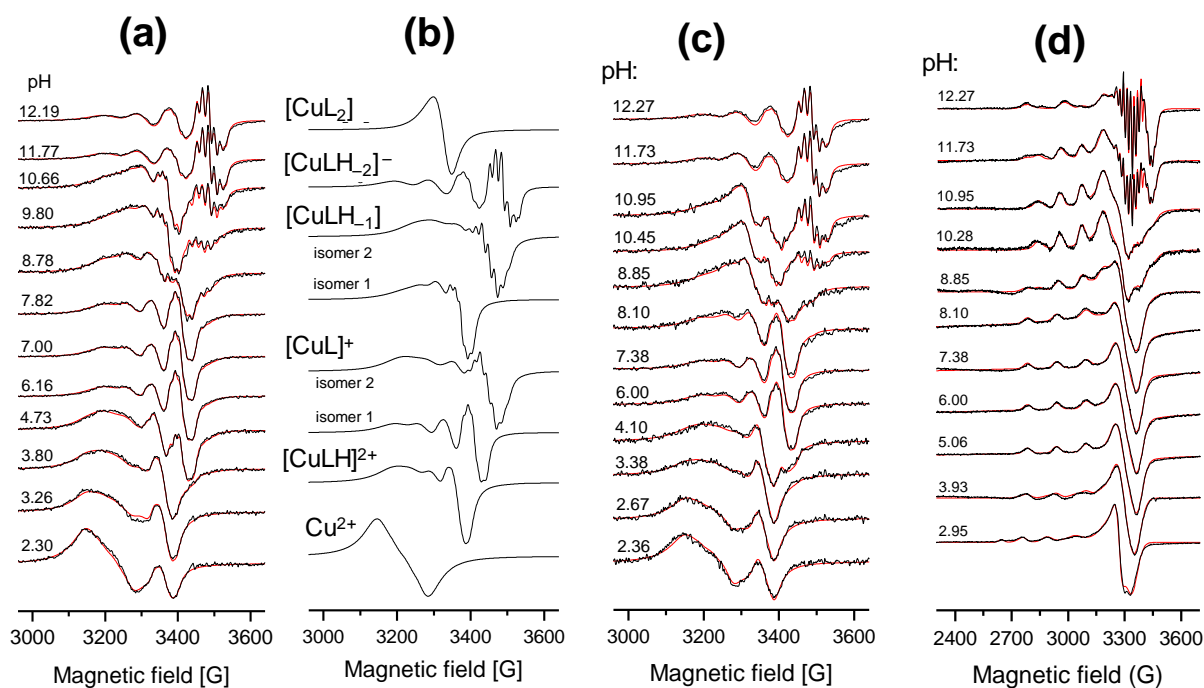 (a)
(b)
(c)
(d)
pH
12.19
11.77
10.66
9.80
8.78
7.82
7.00
6.16
4.73
3.80
3.26
2.30
3000 3200 3400 3600
Magnetic field [G]
[CuL2]
[CuLH–2]–
[CuLH–1]
isomer 2
isomer 1
[CuL]+
isomer 2
isomer 1
[CuLH]2+
Cu2+
3000 3200 3400 3600
Magnetic field [G]
pH:
12.27
11.73
10.95
10.45
8.85
8.10
7.38
6.00
4.10
3.38
2.67
2.36
3000 3200 3400 3600
Magnetic field [G]
pH:
12.27
11.73
10.95
10.28
8.85
8.10
7.38
6.00
5.06
3.93
2.95
2400 2700 3000 3300 3600
Magnetic field (G)